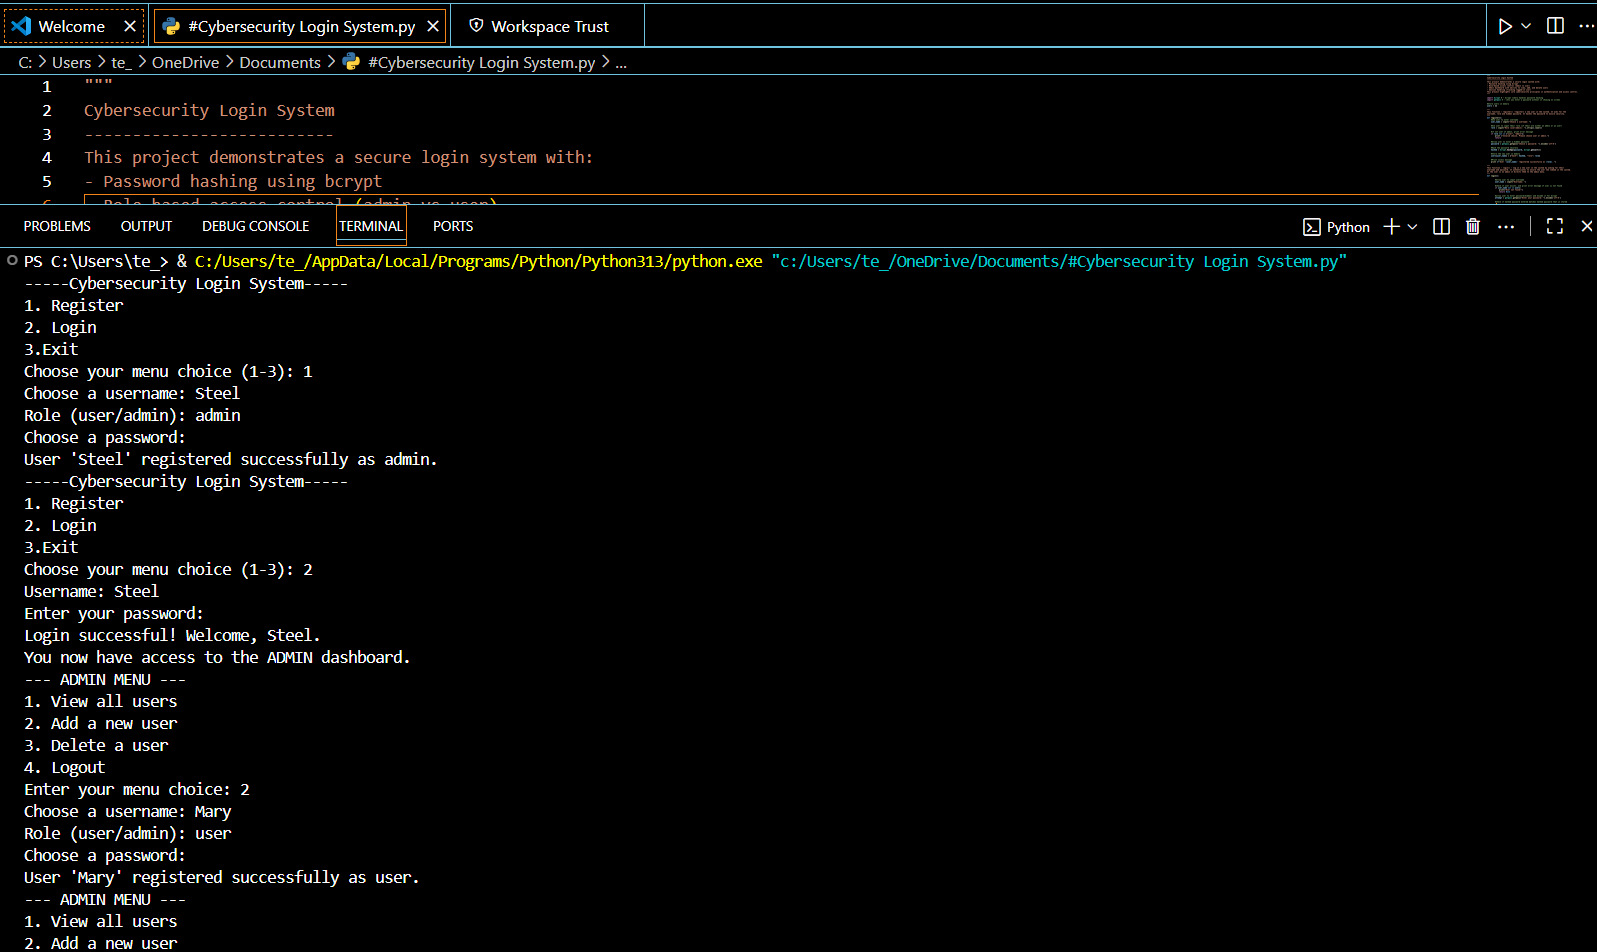 Welcome
#Cybersecurity Login System.py
Workspace Trust
C: > Users > te_ > OneDrive > Documents > #Cybersecurity Login System.py > ...
1 """
2 Cybersecurity Login System
3 ----------------------------
4 This project demonstrates a secure login system with:
5 - Password hashing using bcrypt
6 - Role-based access control (admin vs user)
PROBLEMS OUTPUT DEBUG CONSOLE TERMINAL PORTS
Python
PS C:\Users\te_> & C:/Users/te_/AppData/Local/Programs/Python/Python313/python.exe "c:/Users/te_/OneDrive/Documents/#Cybersecurity Login System.py"
-----Cybersecurity Login System-----
1. Register
2. Login
3.Exit
Choose your menu choice (1-3): 1
Choose a username: Steel
Role (user/admin): admin
Choose a password:
User 'Steel' registered successfully as admin.
-----Cybersecurity Login System-----
1. Register
2. Login
3.Exit
Choose your menu choice (1-3): 2
Username: Steel
Enter your password:
Login successful! Welcome, Steel.
You now have access to the ADMIN dashboard.
--- ADMIN MENU ---
1. View all users
2. Add a new user
3. Delete a user
4. Logout
Enter your menu choice: 2
Choose a username: Mary
Role (user/admin): user
Choose a password:
User 'Mary' registered successfully as user.
--- ADMIN MENU ---
1. View all users
2. Add a new user